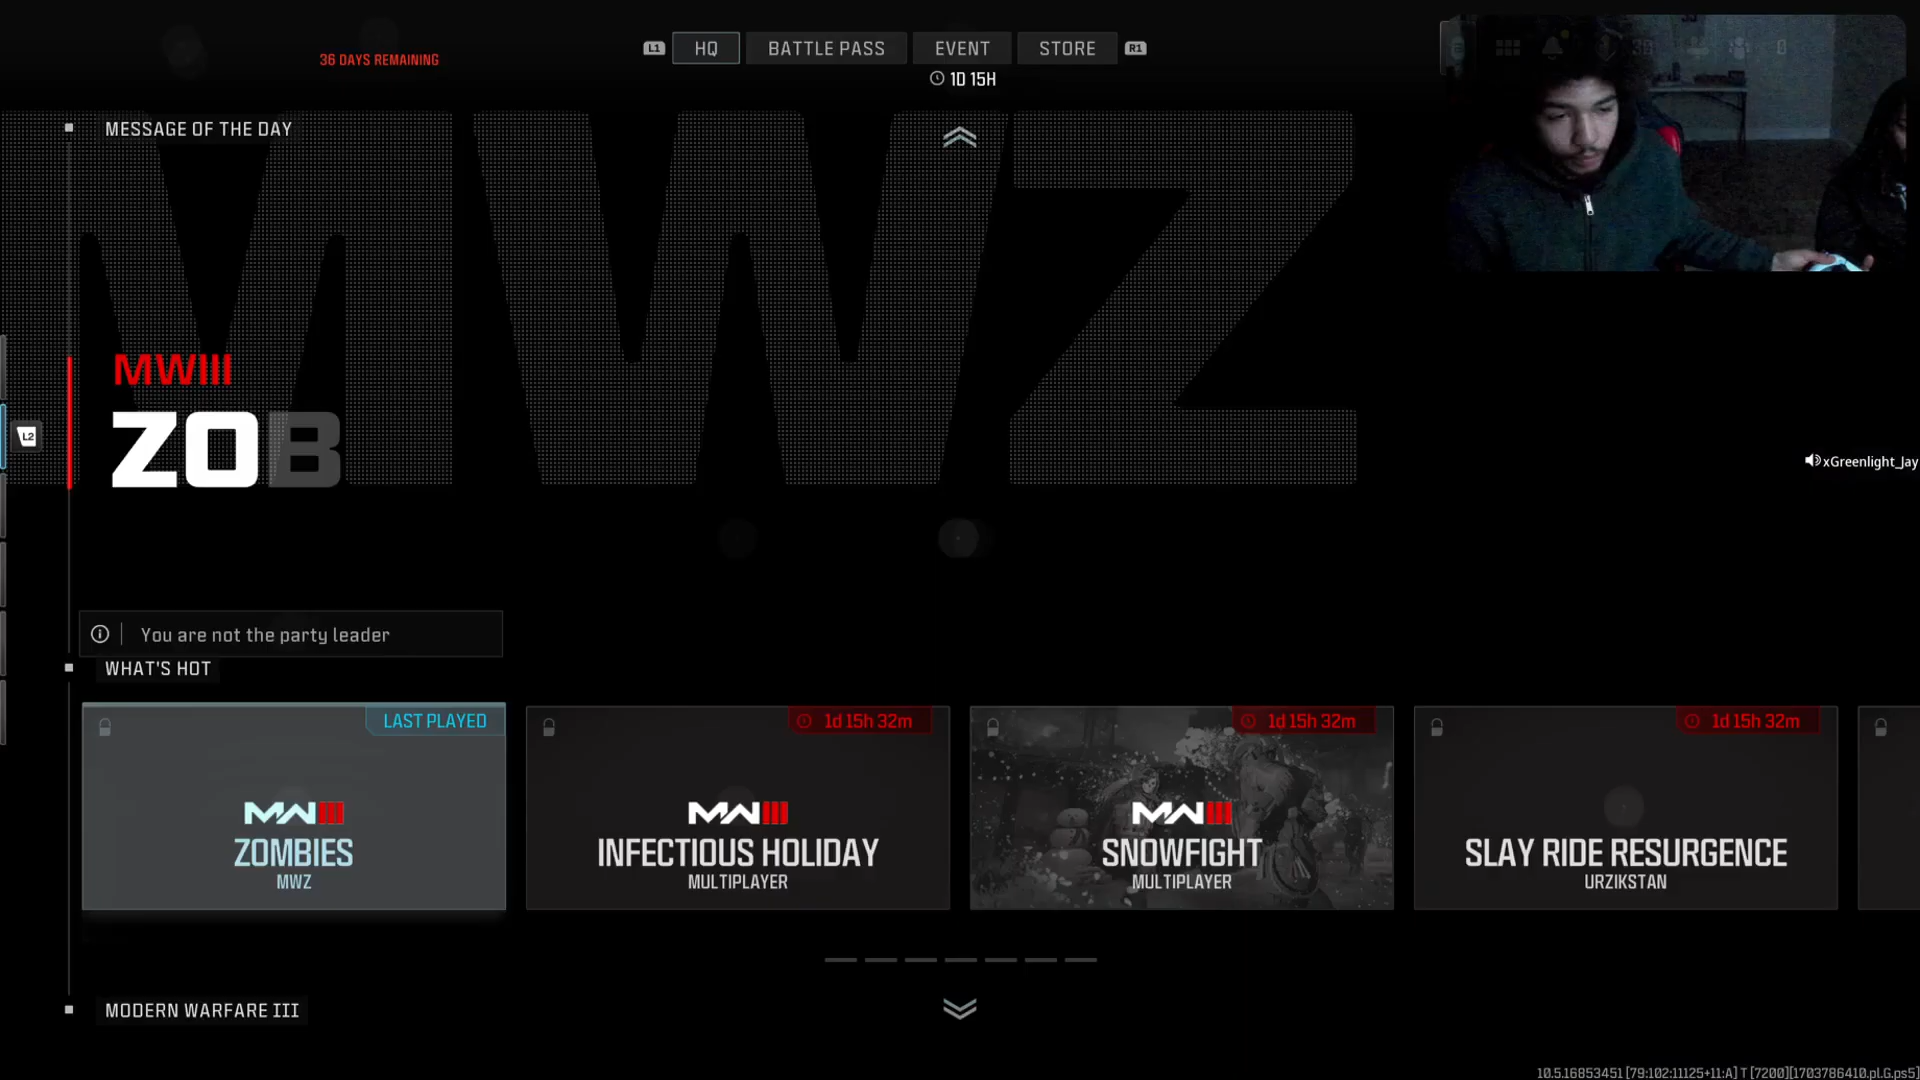 36 DAYS REMAINING
L1 HQ BATTLE PASS EVENT STORE R1
1D 15H
MESSAGE OF THE DAY
MWZ
MWIII
ZOB
L2
xGreenlight_Jay
You are not the party leader
WHAT'S HOT
LAST PLAYED
MWIII
ZOMBIES
MWZ
1d 15h 32m
MWIII
INFECTIOUS HOLIDAY
MULTIPLAYER
1d 15h 32m
MWIII
SNOWFIGHT
MULTIPLAYER
1d 15h 32m
SLAY RIDE RESURGENCE
URZIKSTAN
MODERN WARFARE III
10.5.16853451 [79:102:11125+11:A] T [7200][1703786410.pl.G.ps5]